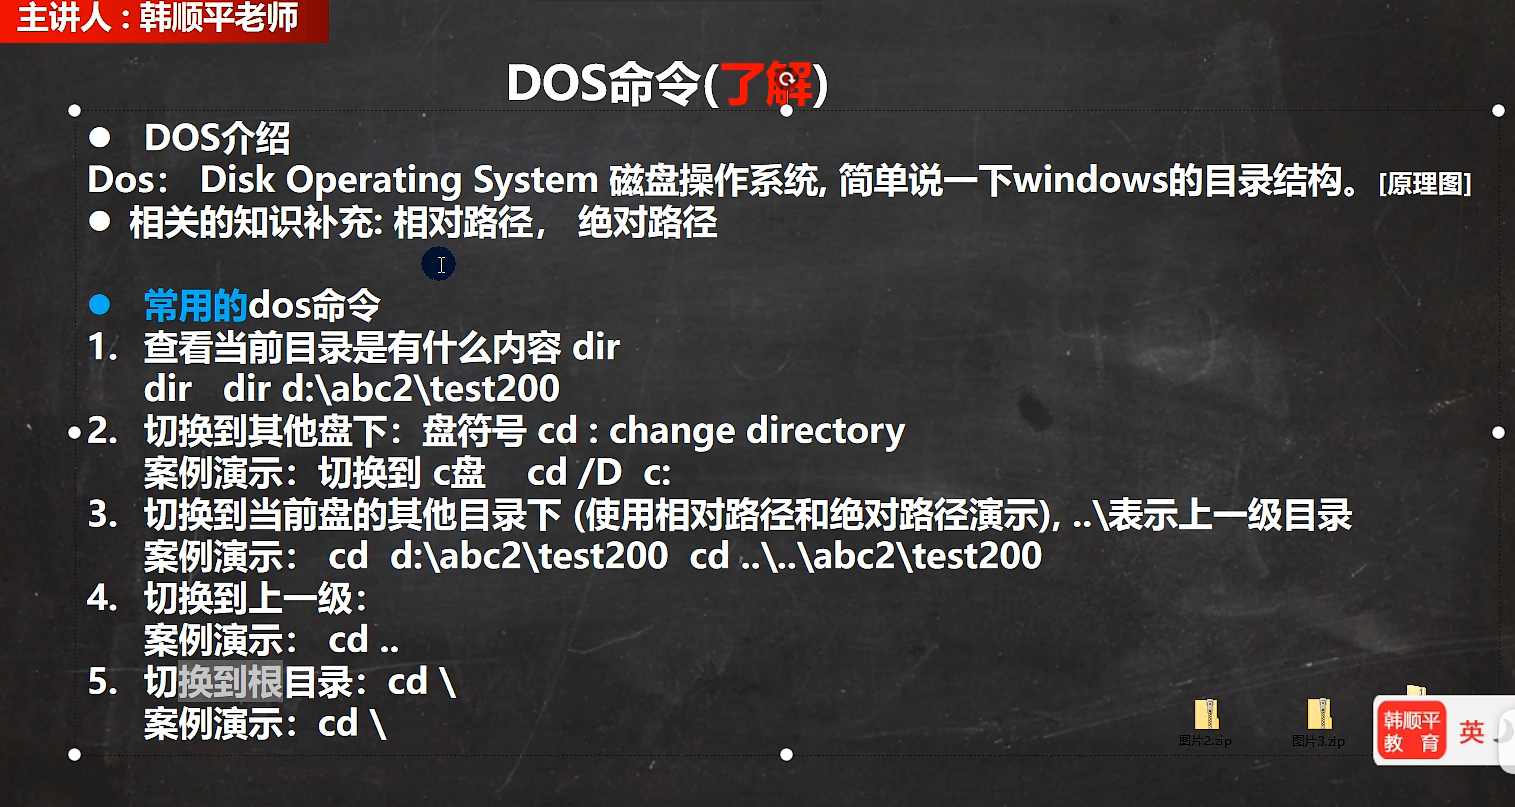 主讲人：韩顺平老师
DOS命令(了解)
● DOS介绍
Dos： Disk Operating System 磁盘操作系统, 简单说一下windows的目录结构。[原理图]
● 相关的知识补充: 相对路径， 绝对路径
● 常用的dos命令
1. 查看当前目录是有什么内容 dir
dir dir d:\abc2\test200
2. 切换到其他盘下：盘符号 cd : change directory
案例演示：切换到 c盘 cd /D c:
3. 切换到当前盘的其他目录下 (使用相对路径和绝对路径演示), ..\表示上一级目录
案例演示： cd d:\abc2\test200 cd ..\..\abc2\test200
4. 切换到上一级：
案例演示： cd ..
5. 切换到根目录：cd \
案例演示：cd \
图片2.zip
图片3.zip
韩顺平
教 育
英